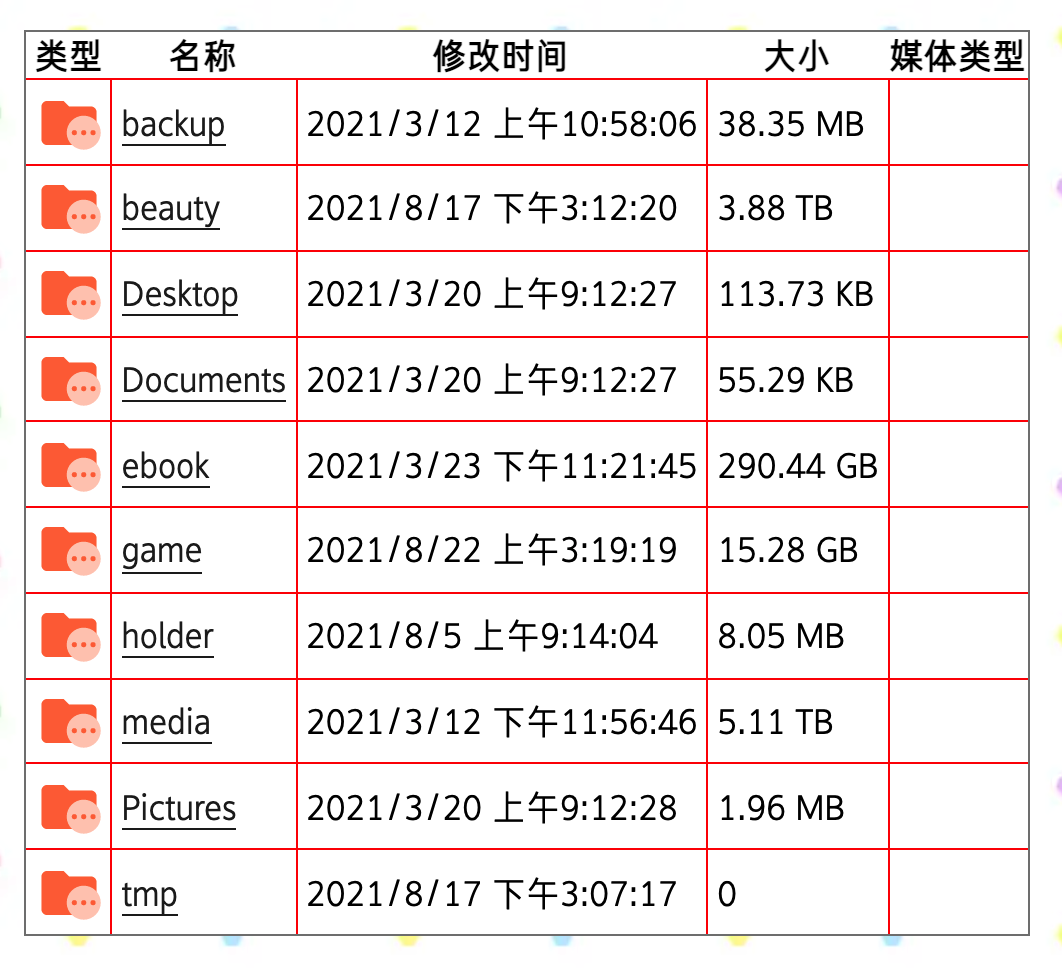 类型 名称 修改时间 大小 媒体类型
backup 2021/3/12 上午10:58:06 38.35 MB
beauty 2021/8/17 下午3:12:20 3.88 TB
Desktop 2021/3/20 上午9:12:27 113.73 KB
Documents 2021/3/20 上午9:12:27 55.29 KB
ebook 2021/3/23 下午11:21:45 290.44 GB
game 2021/8/22 上午3:19:19 15.28 GB
holder 2021/8/5 上午9:14:04 8.05 MB
media 2021/3/12 下午11:56:46 5.11 TB
Pictures 2021/3/20 上午9:12:28 1.96 MB
tmp 2021/8/17 下午3:07:17 0